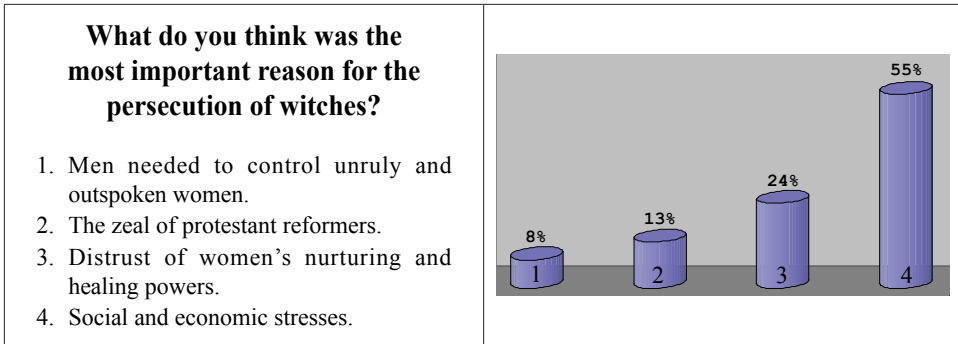 What do you think was the
most important reason for the
persecution of witches?
1. Men needed to control unruly and
outspoken women.
2. The zeal of protestant reformers.
3. Distrust of women's nurturing and
healing powers.
4. Social and economic stresses.
8%
13%
24%
55%
1
2
3
4